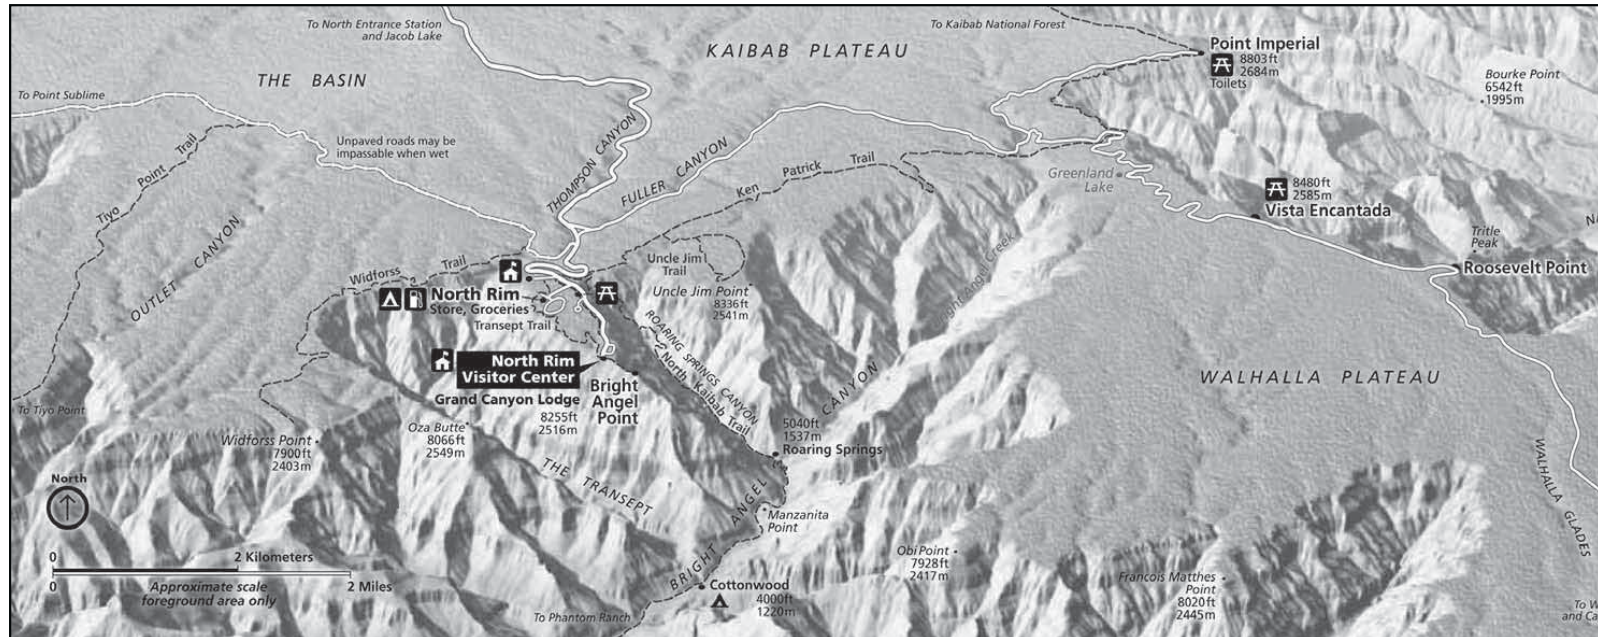 To North Entrance Station
and Jacob Lake
To Kaibab National Forest
KAIBAB PLATEAU
Point Imperial
8803ft
2684m
Toilets
THE BASIN
Bourke Point
6542ft
1995m
To Point Sublime
Unpaved roads may be
impassable when wet
THOMPSON CANYON
FULLER CANYON
Ken Patrick Trail
Greenland
Lake
8480ft
2585m
Vista Encantada
Tiyo Point Trail
OUTLET CANYON
Tritle
Peak
Roosevelt Point
Widforss Trail
Uncle Jim
Trail
Uncle Jim Point
8336ft
2541m
North Rim
Store, Groceries
Transept Trail
ROARING SPRINGS CANYON
North Kaibab Trail
North Rim
Visitor Center
Grand Canyon Lodge
8255ft
2516m
Bright
Angel
Point
WALHALLA PLATEAU
To Tiyo Point
Widforss Point
7900ft
2403m
Oza Butte
8066ft
2549m
5040ft
1537m
Roaring Springs
THE TRANSEPT
BRIGHT ANGEL CANYON
Angel Creek
Manzanita
Point
WALHALLA GLADES
North
0 2 Kilometers
0 2 Miles
Approximate scale
foreground area only
Obi Point
7928ft
2417m
Francois Matthes
Point
8020ft
2445m
Cottonwood
4000ft
1220m
To Phantom Ranch
To W
and Ca